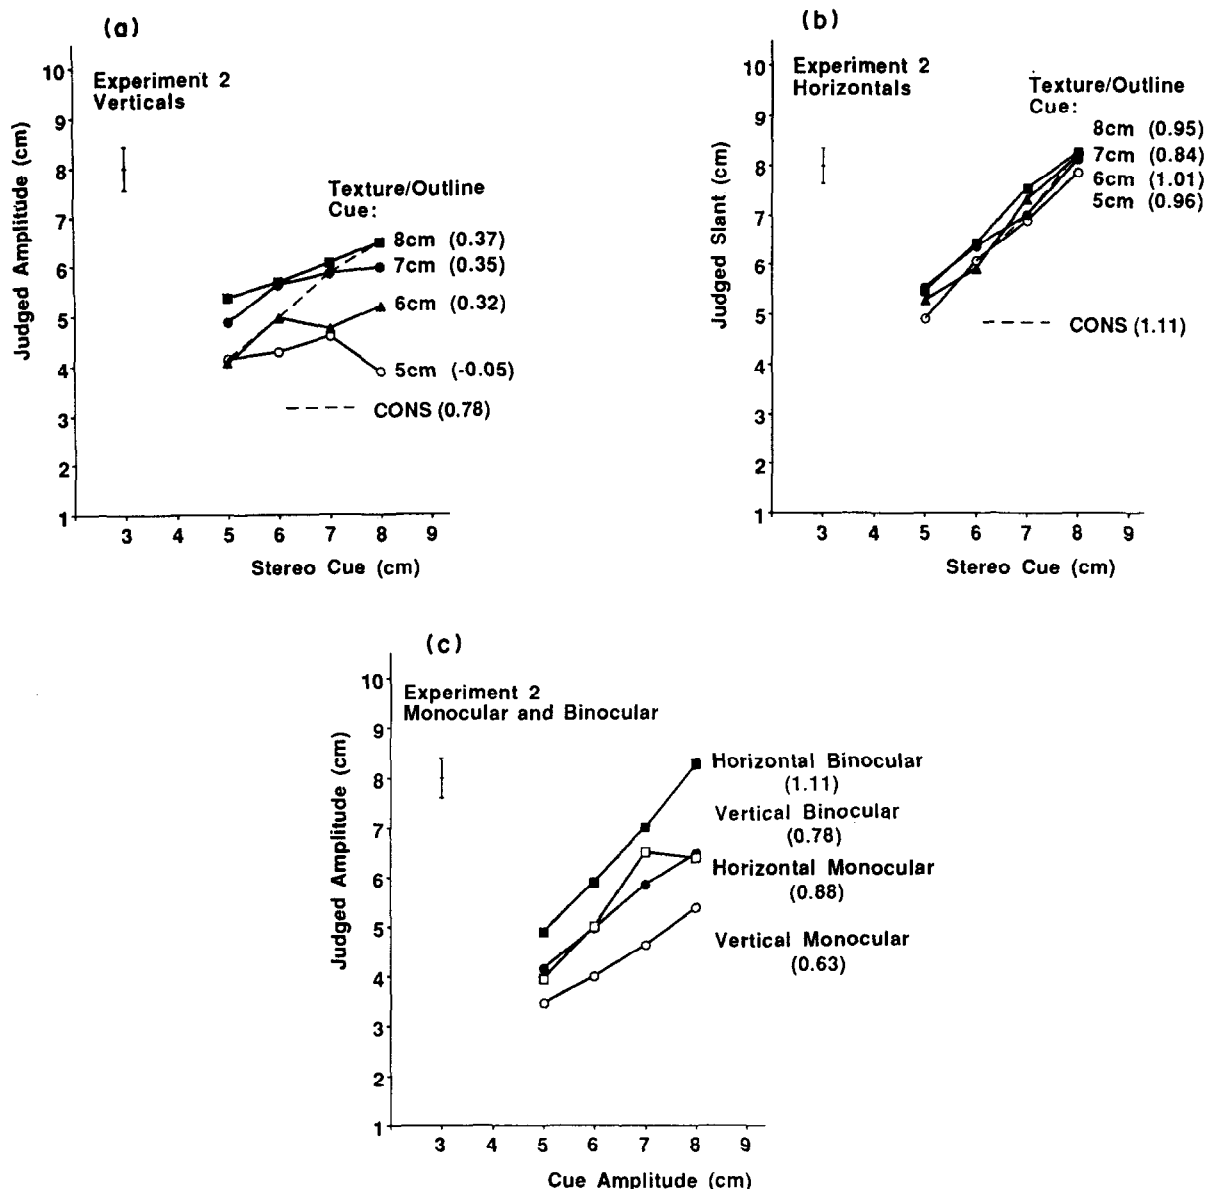 (a)
Experiment 2
Verticals
Judged Amplitude (cm)
10
9
8
7
6
5
4
3
2
1
Texture/Outline
Cue:
8cm (0.37)
7cm (0.35)
6cm (0.32)
5cm (-0.05)
CONS (0.78)
3 4 5 6 7 8 9
Stereo Cue (cm)
(b)
Experiment 2
Horizontals
Judged Slant (cm)
10
9
8
7
6
5
4
3
2
1
Texture/Outline
Cue:
8cm (0.95)
7cm (0.84)
6cm (1.01)
5cm (0.96)
CONS (1.11)
3 4 5 6 7 8 9
Stereo Cue (cm)
(c)
Experiment 2
Monocular and Binocular
Judged Amplitude (cm)
10
9
8
7
6
5
4
3
2
1
Horizontal Binocular
(1.11)
Vertical Binocular
(0.78)
Horizontal Monocular
(0.88)
Vertical Monocular
(0.63)
3 4 5 6 7 8 9
Cue Amplitude (cm)